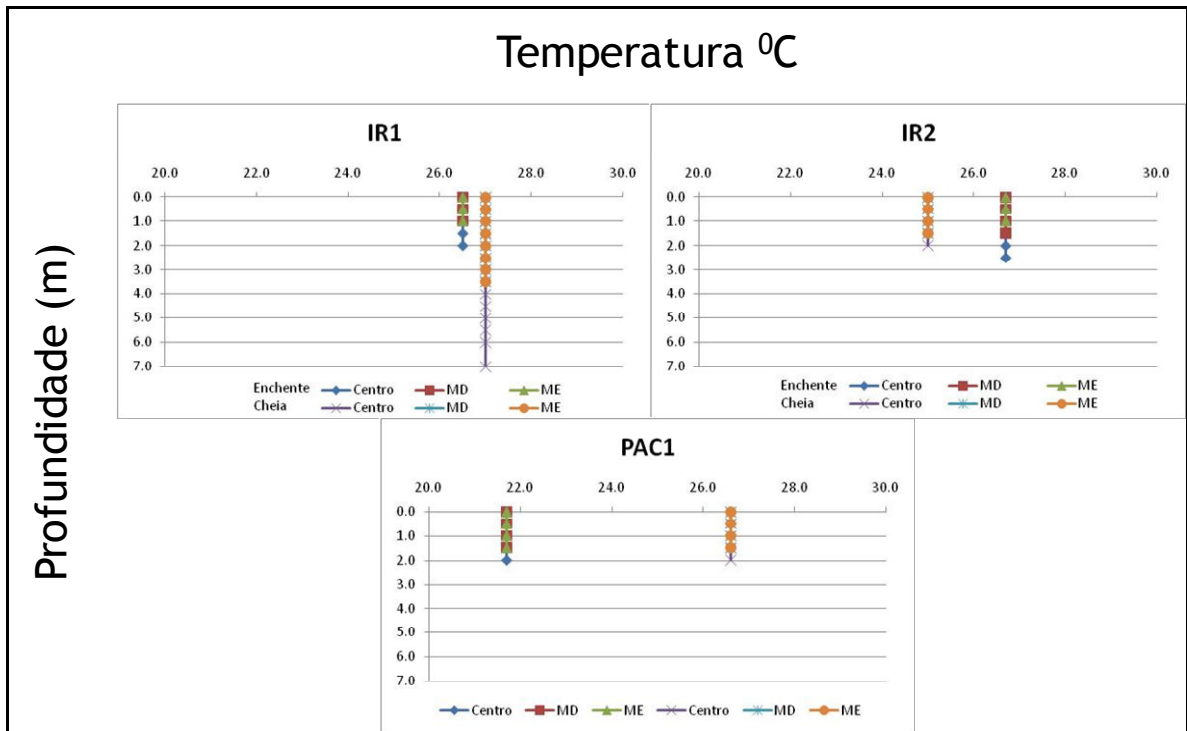 Temperatura ⁰C
Profundidade (m)
IR1
20.0 22.0 24.0 26.0 28.0 30.0
0.0
1.0
2.0
3.0
4.0
5.0
6.0
7.0
Enchente Centro MD ME
Cheia Centro MD ME
IR2
20.0 22.0 24.0 26.0 28.0 30.0
0.0
1.0
2.0
3.0
4.0
5.0
6.0
7.0
Enchente Centro MD ME
Cheia Centro MD ME
PAC1
20.0 22.0 24.0 26.0 28.0 30.0
0.0
1.0
2.0
3.0
4.0
5.0
6.0
7.0
Centro MD ME Centro MD ME